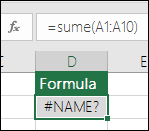 fx =sume(A1:A10)
D
Formula
#NAME?